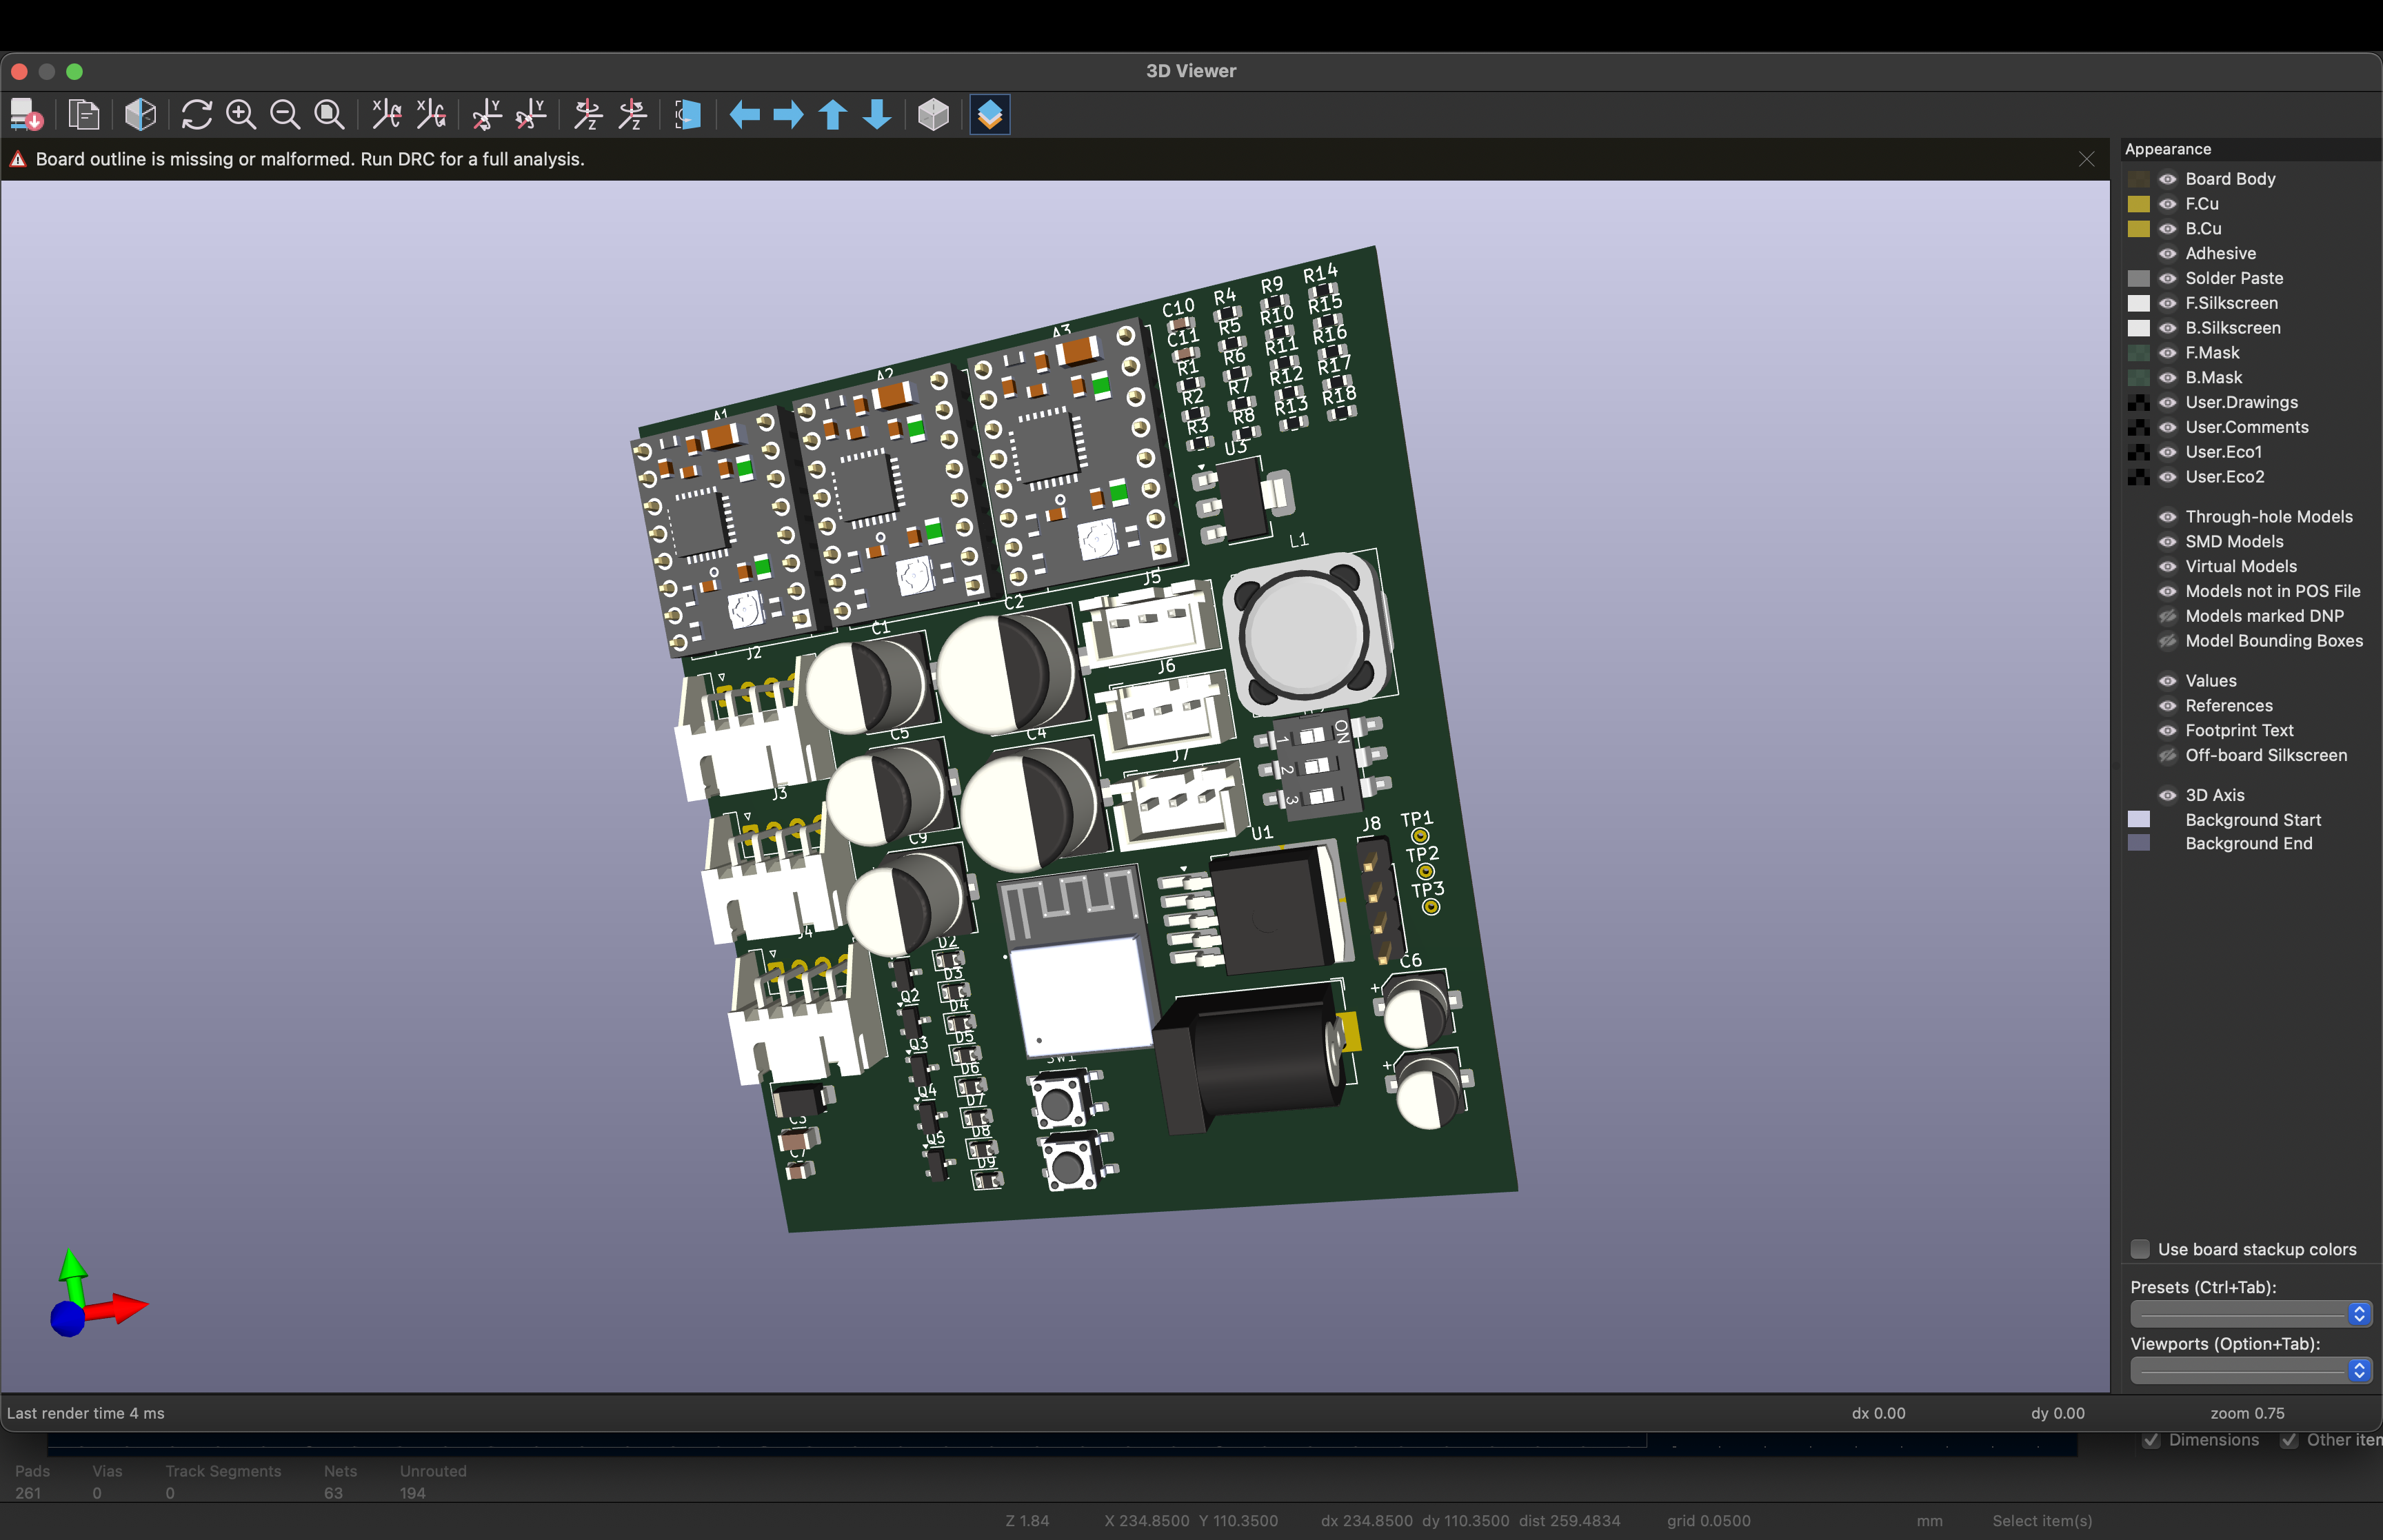 3D Viewer
Board outline is missing or malformed. Run DRC for a full analysis.
Appearance
Board Body
F.Cu
B.Cu
Adhesive
Solder Paste
F.Silkscreen
B.Silkscreen
F.Mask
B.Mask
User.Drawings
User.Comments
User.Eco1
User.Eco2
Through-hole Models
SMD Models
Virtual Models
Models not in POS File
Models marked DNP
Model Bounding Boxes
Values
References
Footprint Text
Off-board Silkscreen
3D Axis
Background Start
Background End
Use board stackup colors
Presets (Ctrl+Tab):
Viewports (Option+Tab):
X X Y Y Z Z
C10 R4 R9 R14
C11 R5 R10 R15
R1 R6 R11 R16
R2 R7 R12 R17
R3 R8 R13 R18
A1 A2 A3
U3
L1
J5
C2
C1
J2
J6
C5 C4
J7
ON
1
2
3
J3
C9
U1
J8
TP1
TP2
TP3
J4
C6
+
+
D2
D3
D4
D5
D6
D7
D8
D9
Q2
Q3
Q4
Q5
SW1
C3
C7
Last render time 4 ms
dx 0.00
dy 0.00
zoom 0.75
Dimensions
Other item
Pads Vias Track Segments Nets Unrouted
261 0 0 63 194
Z 1.84
X 234.8500 Y 110.3500
dx 234.8500 dy 110.3500 dist 259.4834
grid 0.0500
mm
Select item(s)